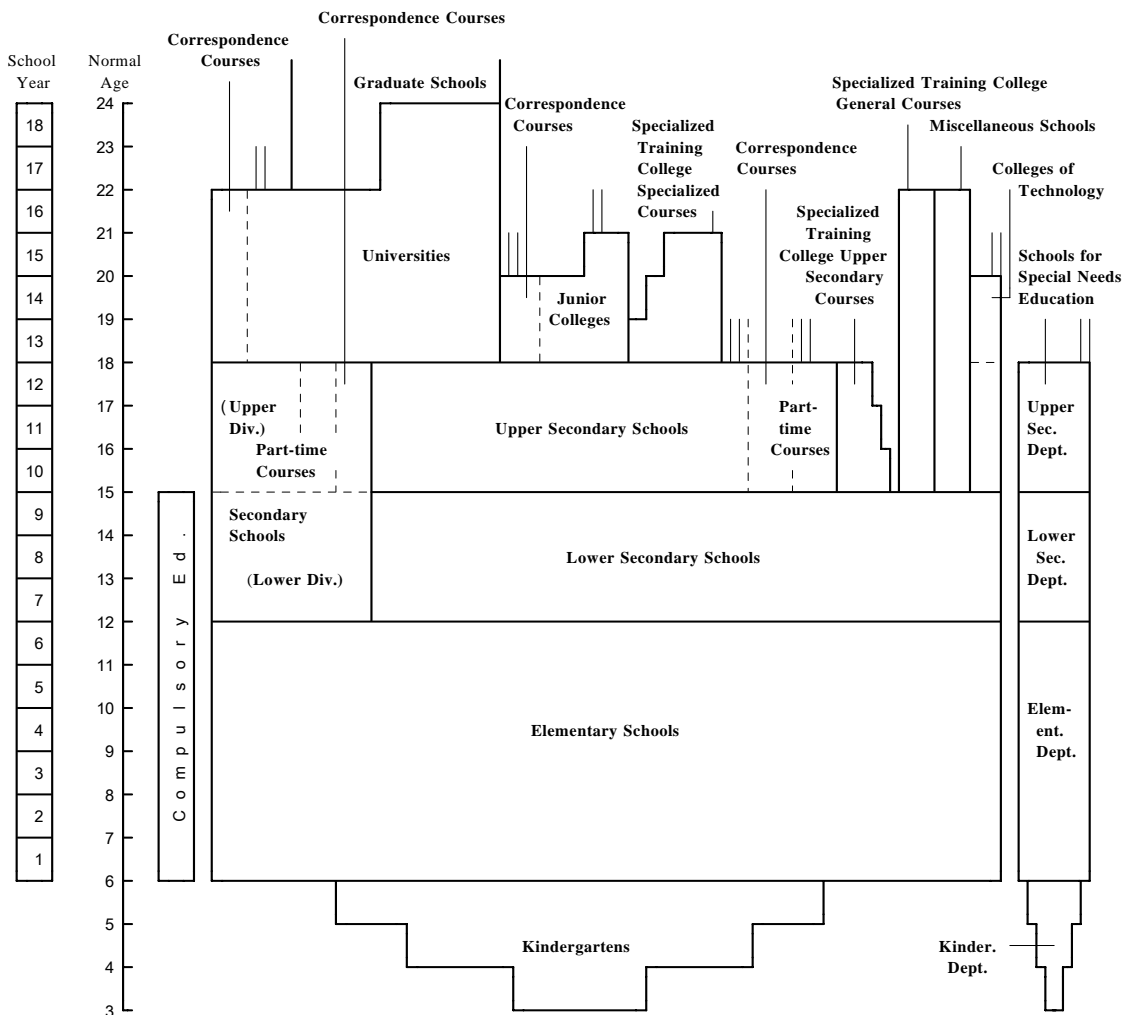 Correspondence Courses
Correspondence
Courses
School
Year
Normal
Age
Graduate Schools
Correspondence
Courses
Specialized
Training
College
Specialized
Courses
Correspondence
Courses
Specialized Training College
General Courses
Miscellaneous Schools
Colleges of
Technology
Specialized
Training
College Upper
Secondary
Courses
Schools for
Special Needs
Education
Universities
Junior
Colleges
18
17
16
15
14
13
12
11
10
9
8
7
6
5
4
3
2
1
24
23
22
21
20
19
18
17
16
15
14
13
12
11
10
9
8
7
6
5
4
3
Compulsory Ed.
(Upper
Div.)
Part-time
Courses
Upper Secondary Schools
Part-
time
Courses
Upper
Sec.
Dept.
Secondary
Schools
(Lower Div.)
Lower Secondary Schools
Lower
Sec.
Dept.
Elementary Schools
Elem-
ent.
Dept.
Kindergartens
Kinder.
Dept.